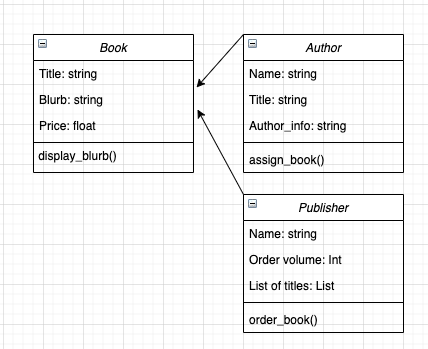 Book
Title: string
Blurb: string
Price: float
display_blurb()
Author
Name: string
Title: string
Author_info: string
assign_book()
Publisher
Name: string
Order volume: Int
List of titles: List
order_book()